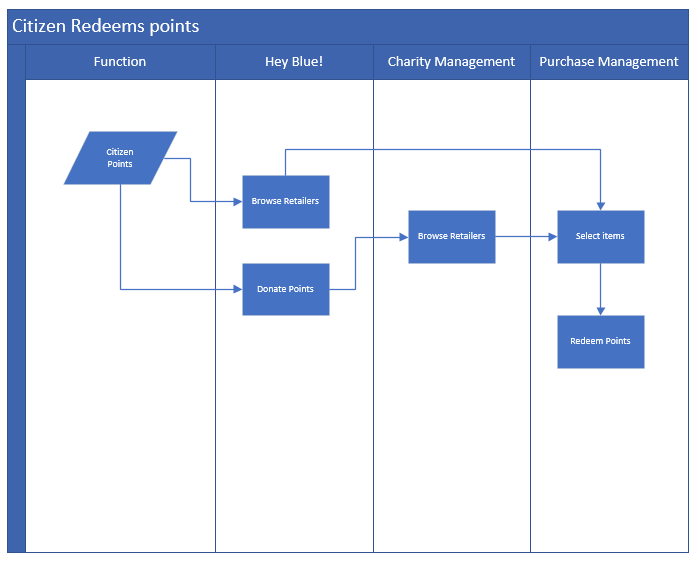 Citizen Redeems points
Function
Hey Blue!
Charity Management
Purchase Management
Citizen
Points
Browse Retailers
Donate Points
Browse Retailers
Select items
Redeem Points